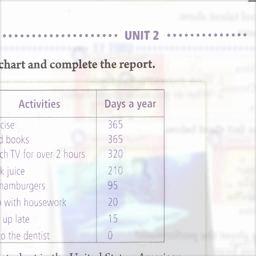 UNIT 2
chart and complete the report.
Activities Days a year
cise 365
d books 365
ch TV for over 2 hours 320
k juice 210
hamburgers 95
with housework 20
up late 15
to the dentist 0